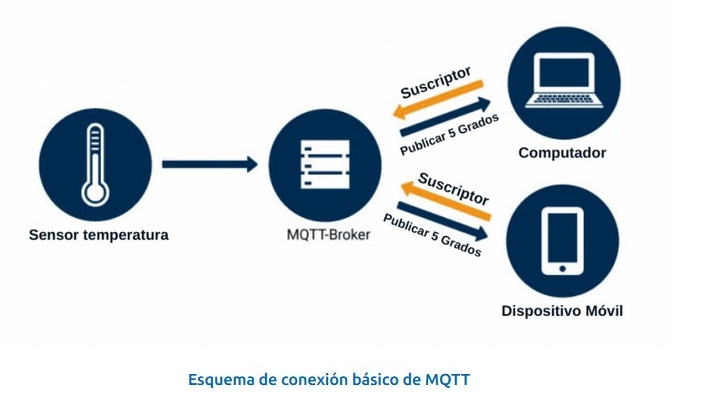 Suscriptor
Publicar 5 Grados
Computador
Sensor temperatura
MQTT-Broker
Suscriptor
Publicar 5 Grados
Dispositivo Móvil
Esquema de conexión básico de MQTT